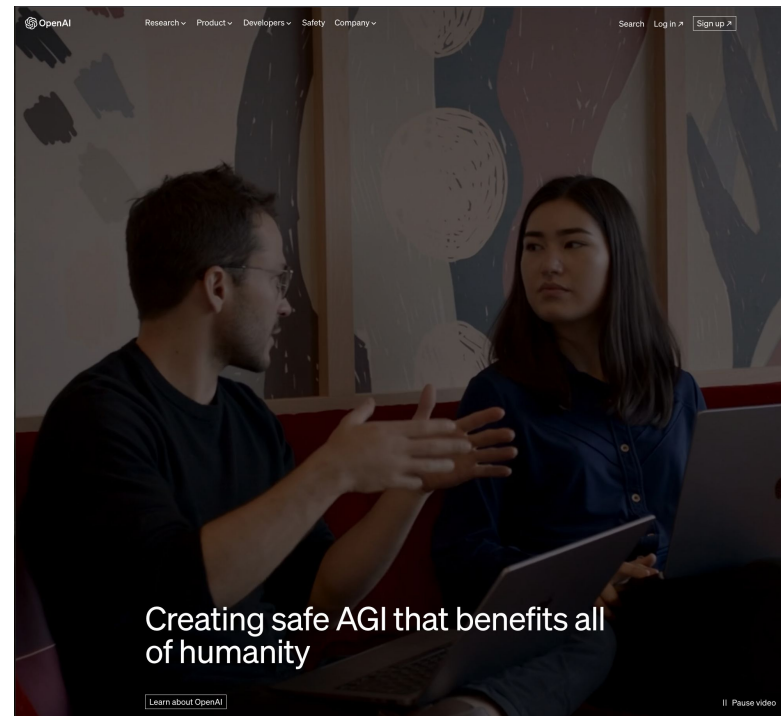 OpenAI
Research Product Developers Safety Company
Search Log in ↗ Sign up ↗
Creating safe AGI that benefits all
of humanity
Learn about OpenAI
Pause video